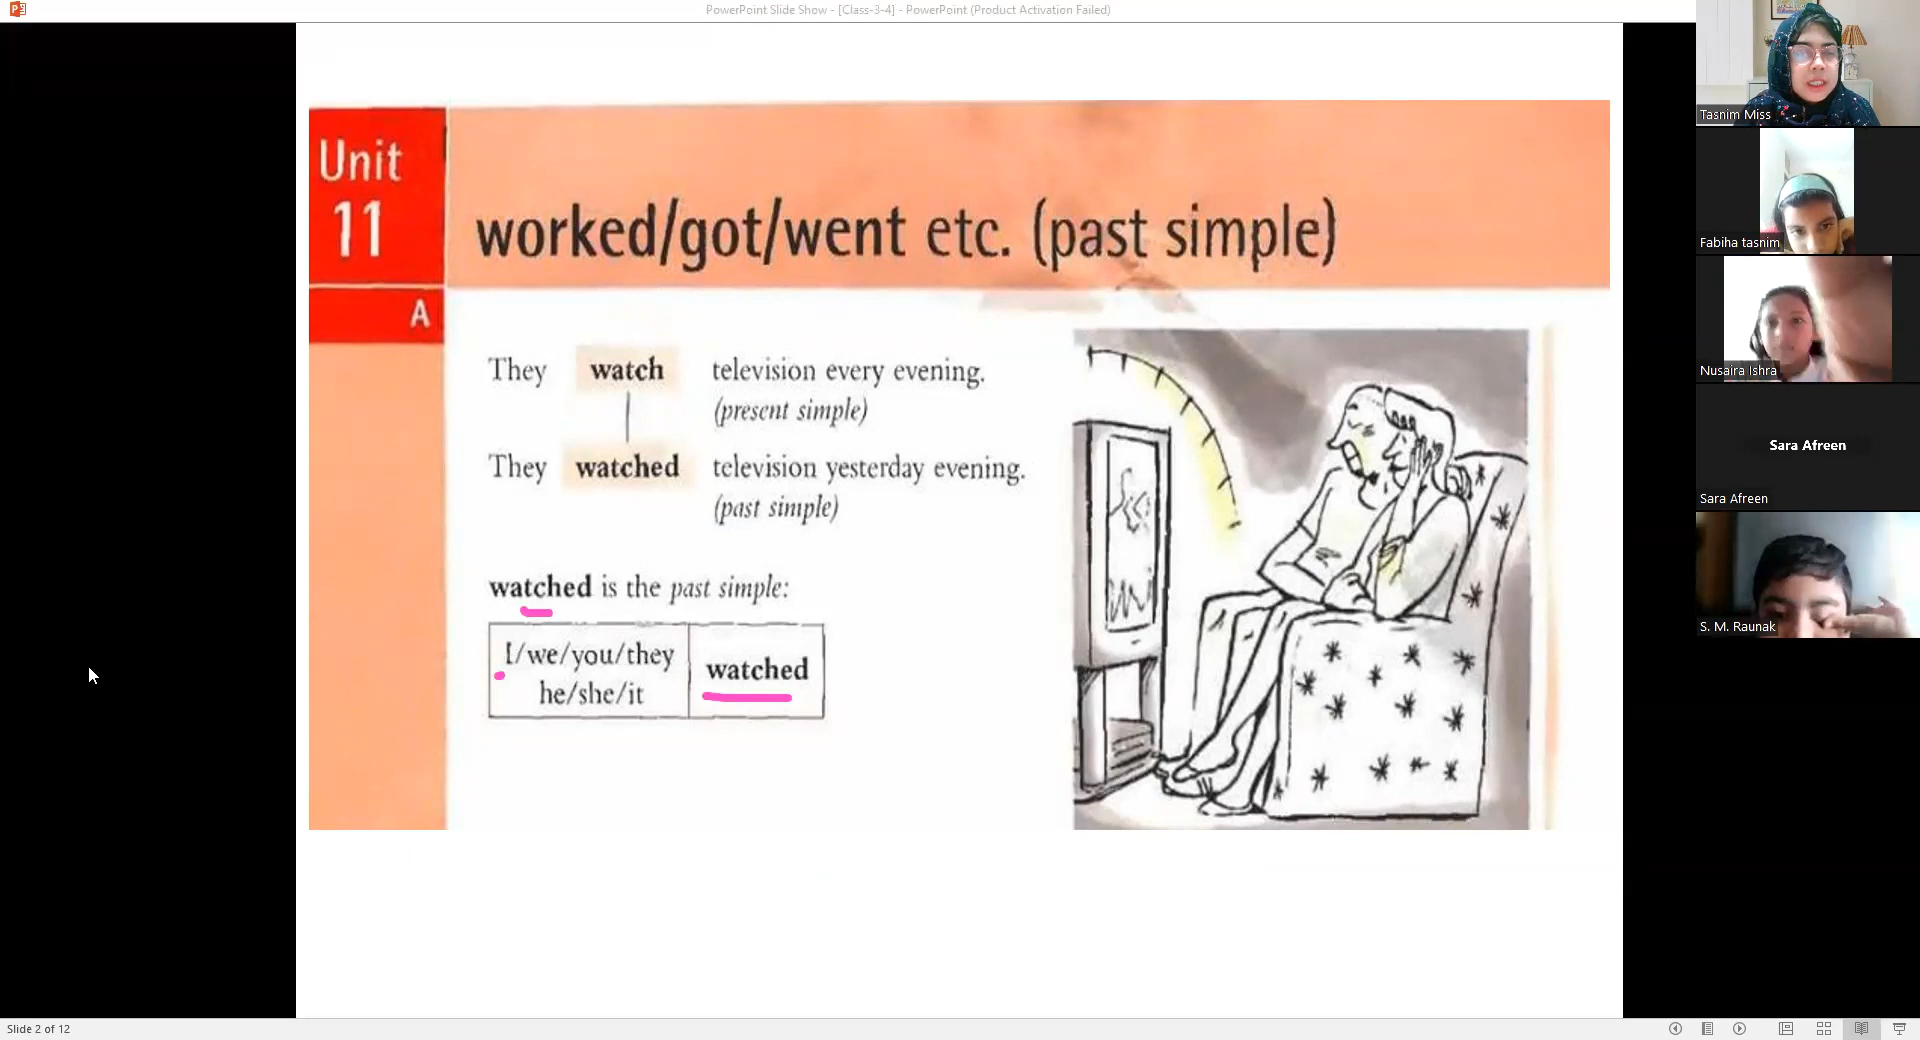 PowerPoint Slide Show - [Class-3-4] - PowerPoint (Product Activation Failed)
Unit
11
worked/got/went etc. (past simple)
A
They watch television every evening.
(present simple)
They watched television yesterday evening.
(past simple)
watched is the past simple:
I/we/you/they
he/she/it
watched
Tasnim Miss
Fabiha tasnim
Nusaira Ishra
Sara Afreen
Sara Afreen
S. M. Raunak
Slide 2 of 12